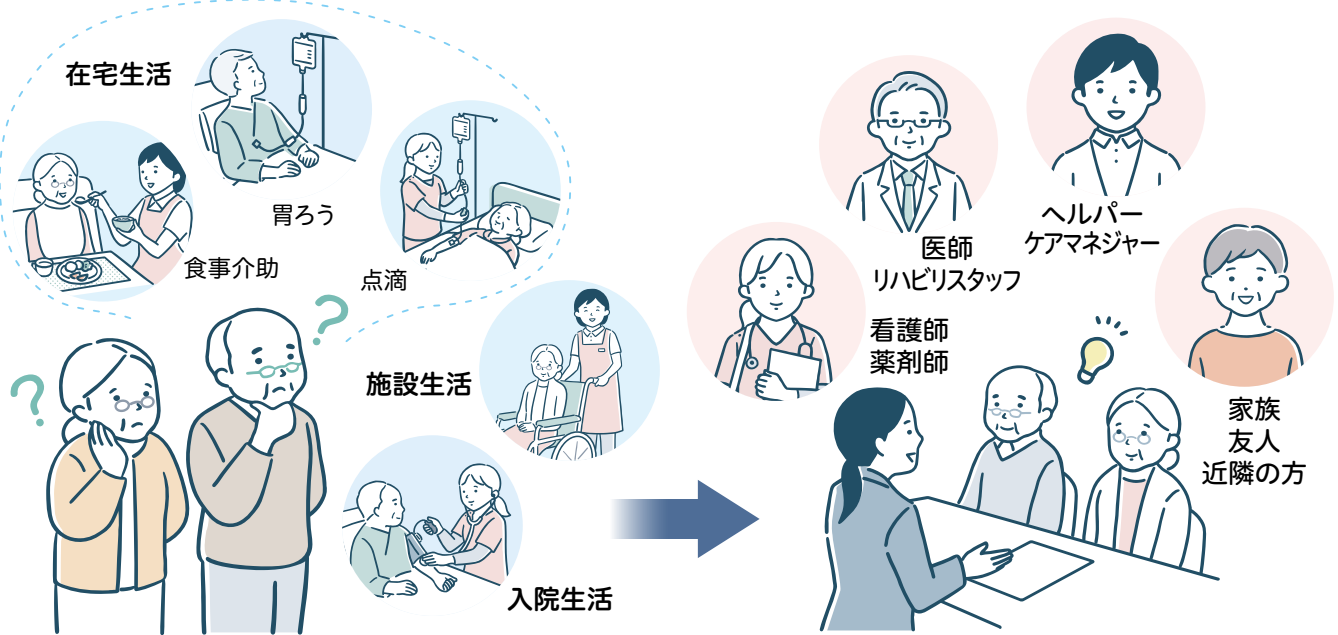 在宅生活
胃ろう
食事介助
点滴
?
?
施設生活
入院生活
ヘルパー
ケアマネジャー
医師
リハビリスタッフ
看護師
薬剤師
家族
友人
近隣の方